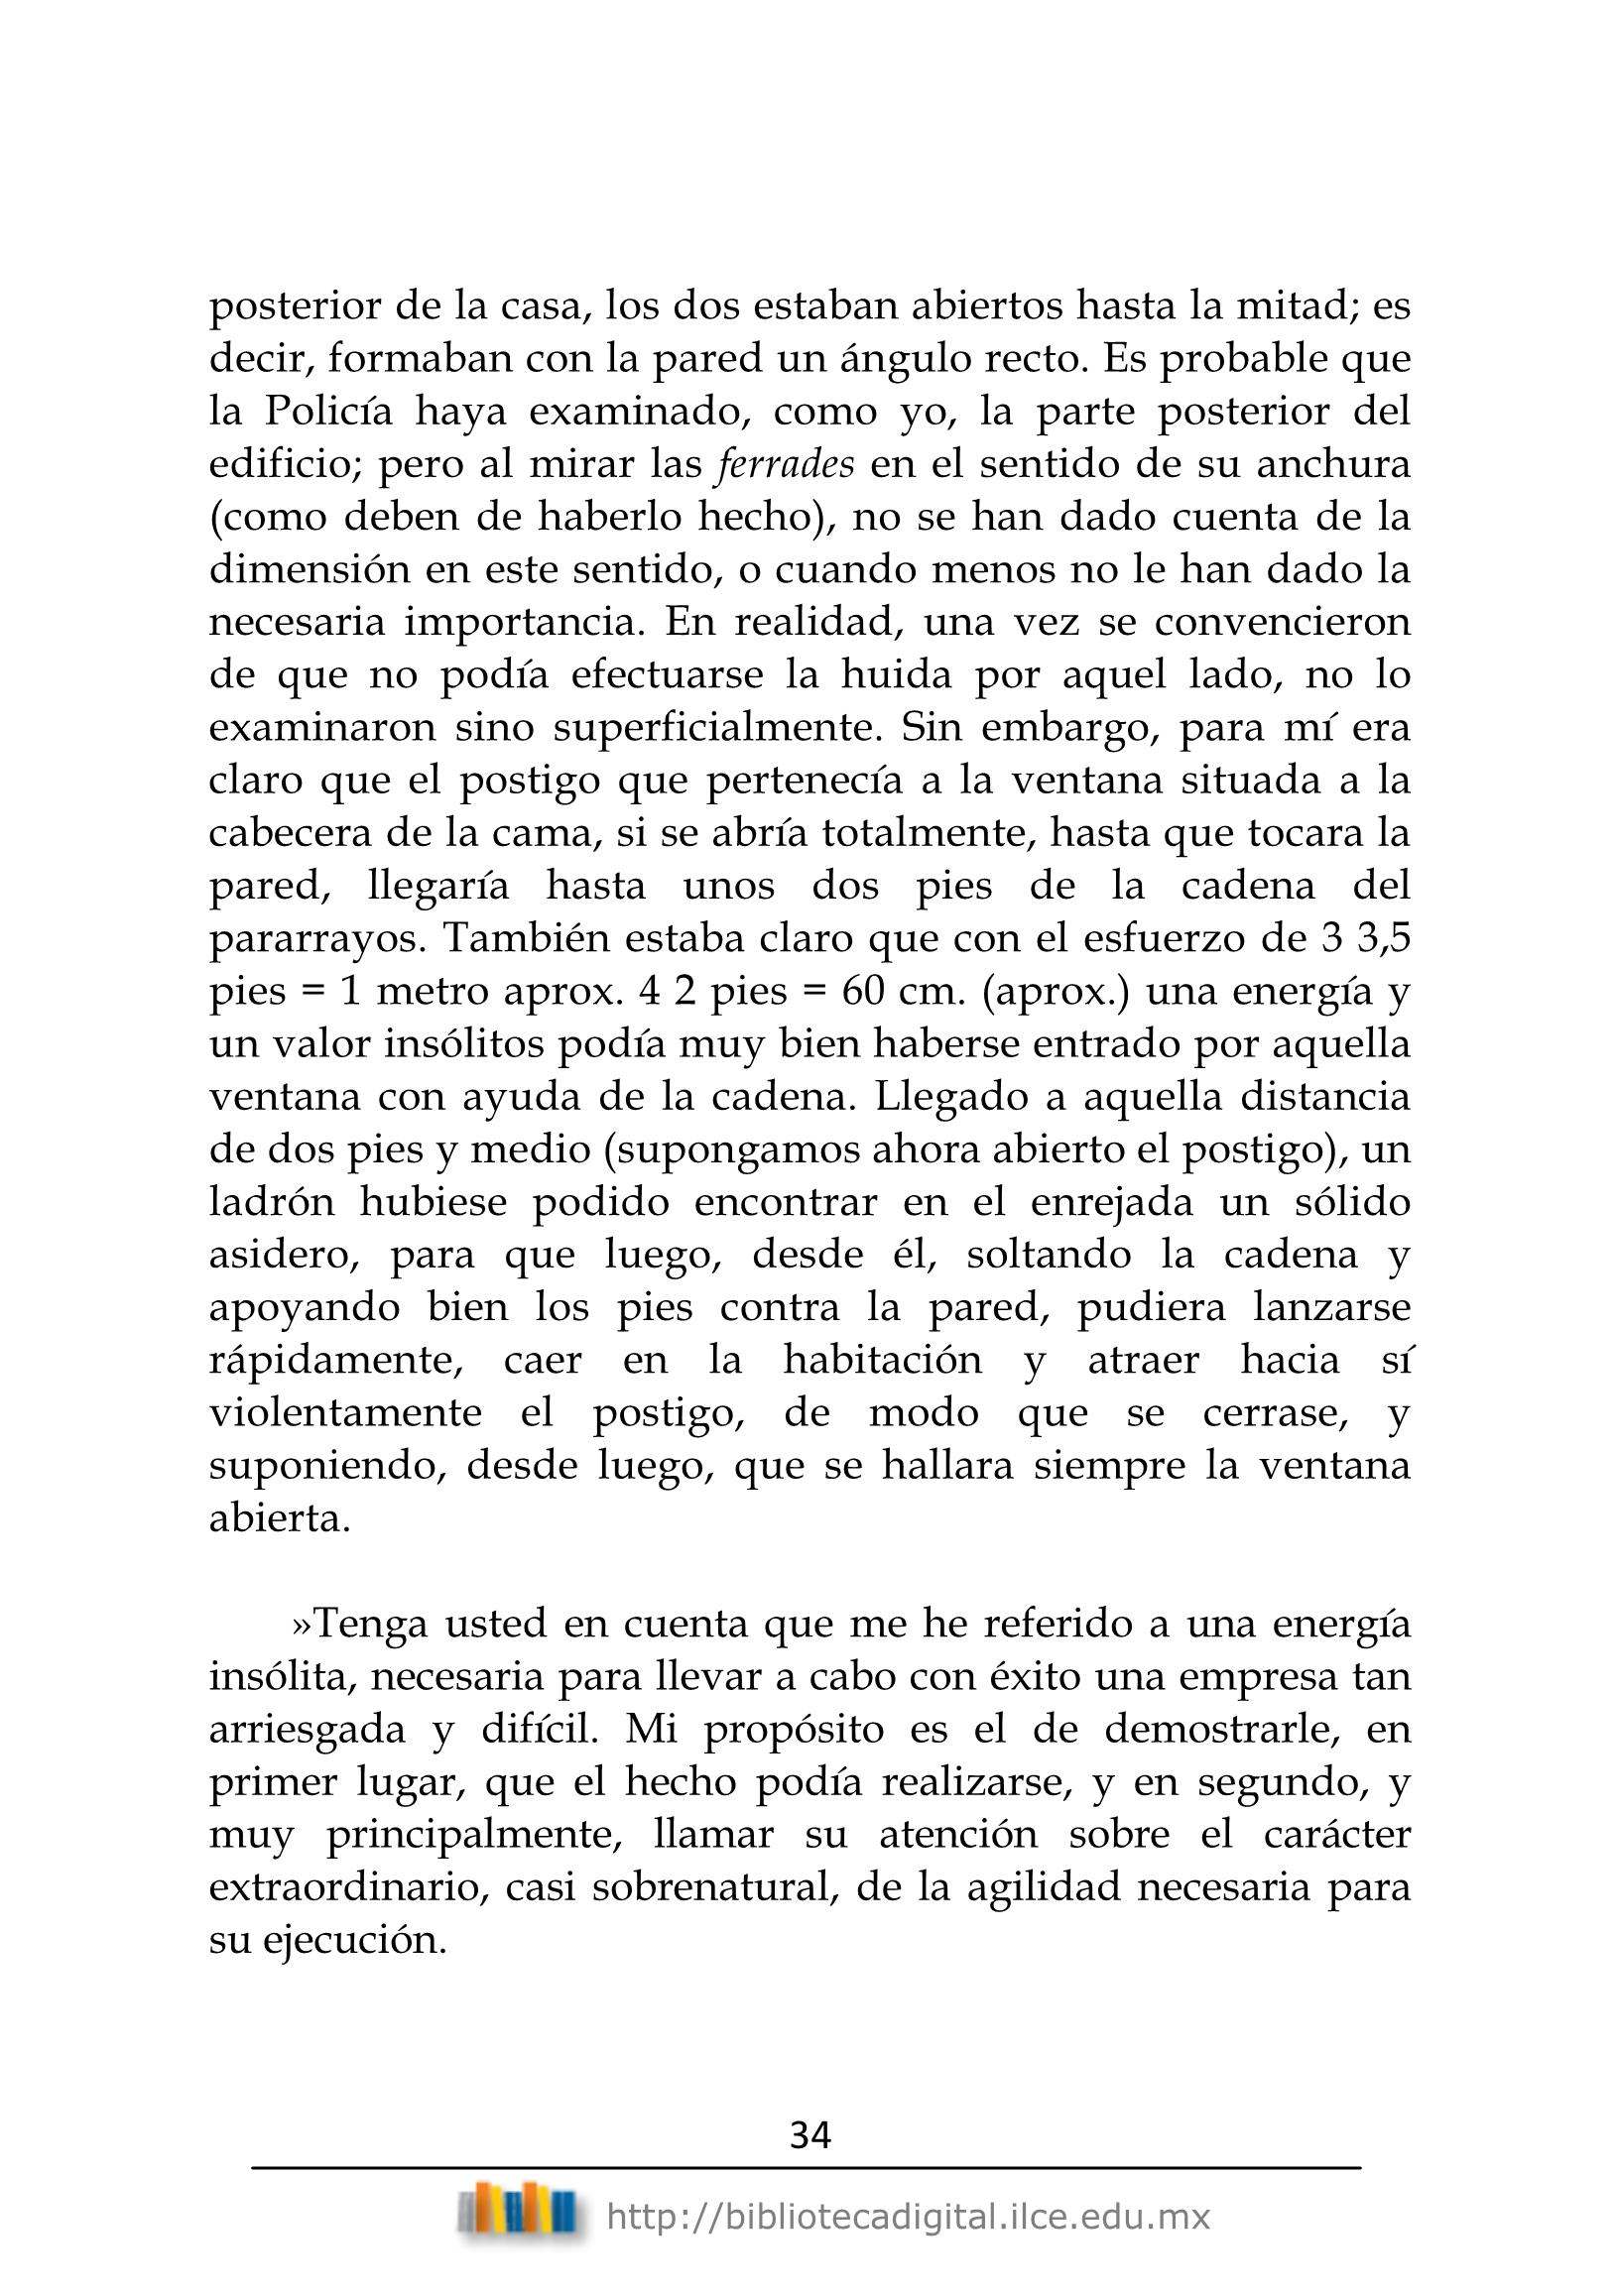 posterior de la casa, los dos estaban abiertos hasta la mitad; es
decir, formaban con la pared un ángulo recto. Es probable que
la Policía haya examinado, como yo, la parte posterior del
edificio; pero al mirar las ferrades en el sentido de su anchura
(como deben de haberlo hecho), no se han dado cuenta de la
dimensión en este sentido, o cuando menos no le han dado la
necesaria importancia. En realidad, una vez se convencieron
de que no podía efectuarse la huida por aquel lado, no lo
examinaron sino superficialmente. Sin embargo, para mí era
claro que el postigo que pertenecía a la ventana situada a la
cabecera de la cama, si se abría totalmente, hasta que tocara la
pared, llegaría hasta unos dos pies de la cadena del
pararrayos. También estaba claro que con el esfuerzo de 3 3,5
pies = 1 metro aprox. 4 2 pies = 60 cm. (aprox.) una energía y
un valor insólitos podía muy bien haberse entrado por aquella
ventana con ayuda de la cadena. Llegado a aquella distancia
de dos pies y medio (supongamos ahora abierto el postigo), un
ladrón hubiese podido encontrar en el enrejada un sólido
asidero, para que luego, desde él, soltando la cadena y
apoyando bien los pies contra la pared, pudiera lanzarse
rápidamente, caer en la habitación y atraer hacia sí
violentamente el postigo, de modo que se cerrase, y
suponiendo, desde luego, que se hallara siempre la ventana
abierta.
»Tenga usted en cuenta que me he referido a una energía
insólita, necesaria para llevar a cabo con éxito una empresa tan
arriesgada y difícil. Mi propósito es el de demostrarle, en
primer lugar, que el hecho podía realizarse, y en segundo, y
muy principalmente, llamar su atención sobre el carácter
extraordinario, casi sobrenatural, de la agilidad necesaria para
su ejecución.
34
http://bibliotecadigital.ilce.edu.mx